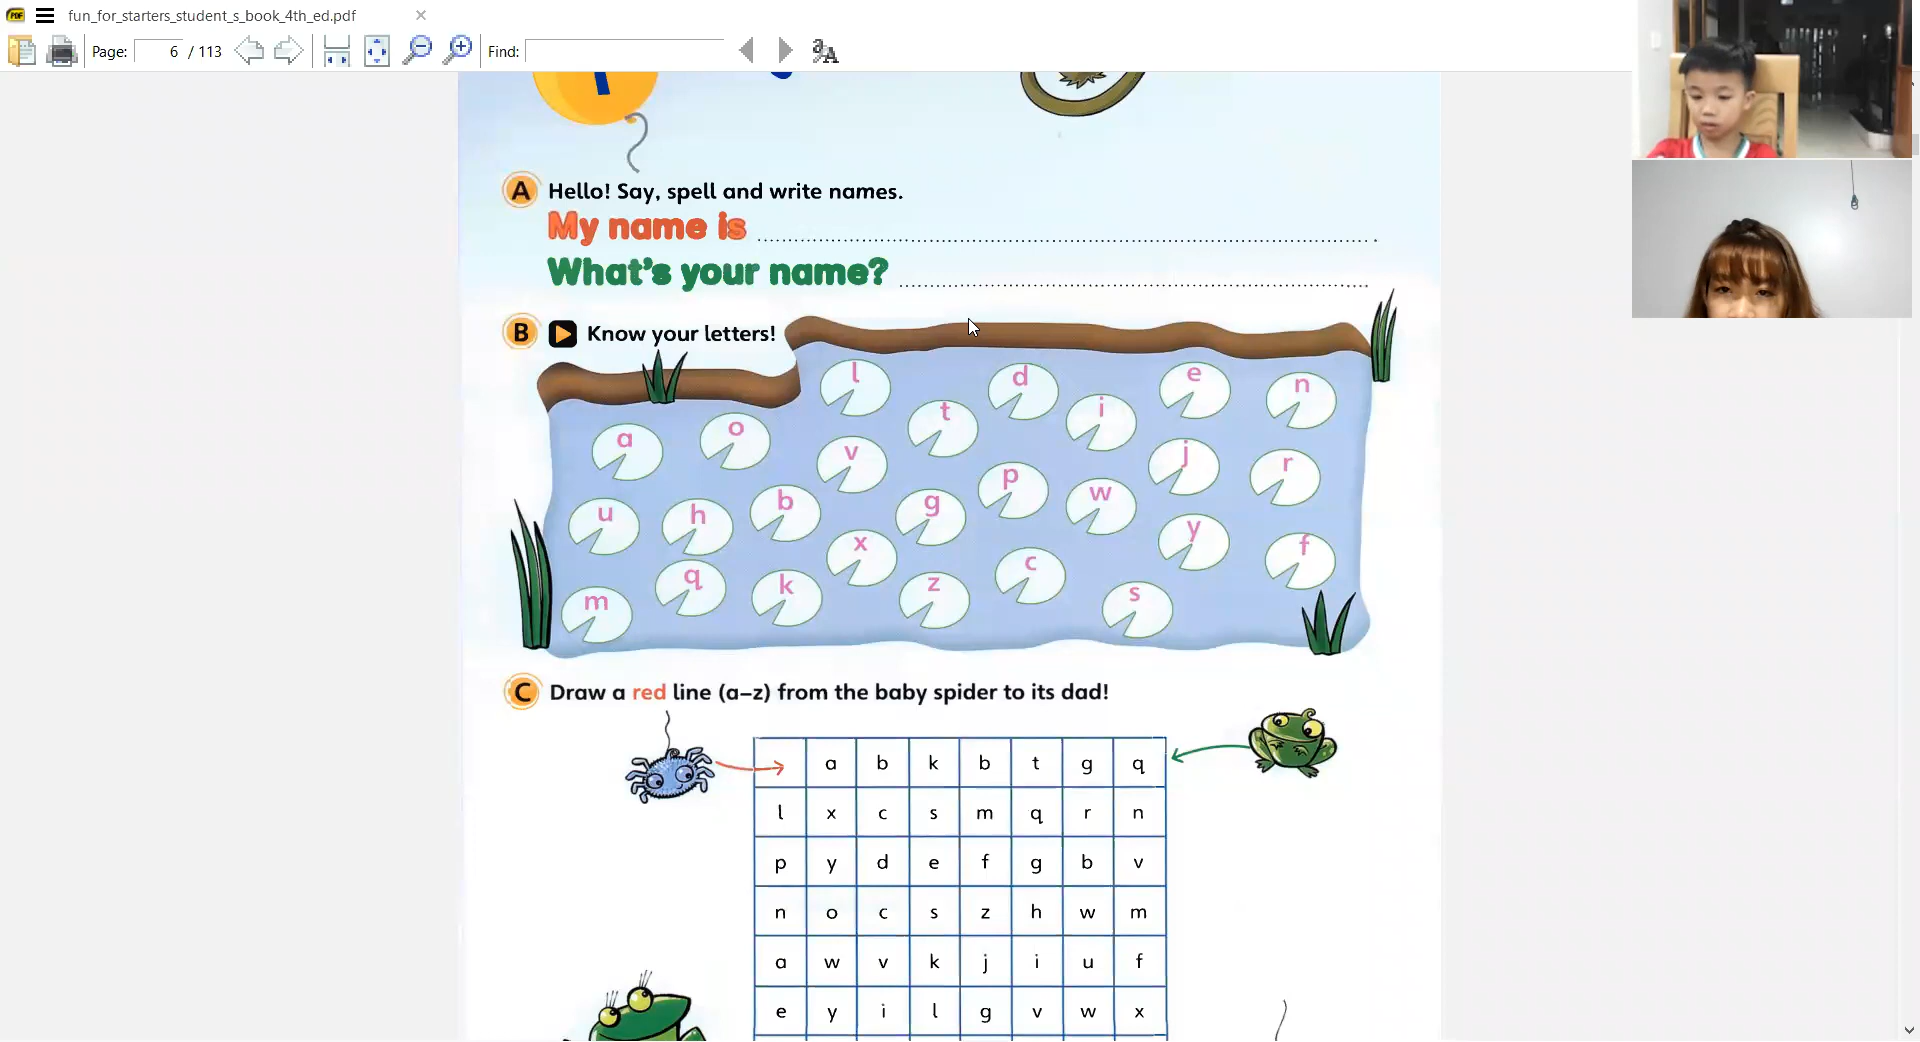 fun_for_starters_student_s_book_4th_ed.pdf
Page: 6 / 113 Find:
A Hello! Say, spell and write names.
My name is
What's your name?
B Know your letters!
l d e n
t i
a o v j r
p w
u h b g y
x f
q k z c s
m
C Draw a red line (a–z) from the baby spider to its dad!
a b k b t g q
l x c s m q r n
p y d e f g b v
n o c s z h w m
a w v k j i u f
e y i l g v w x